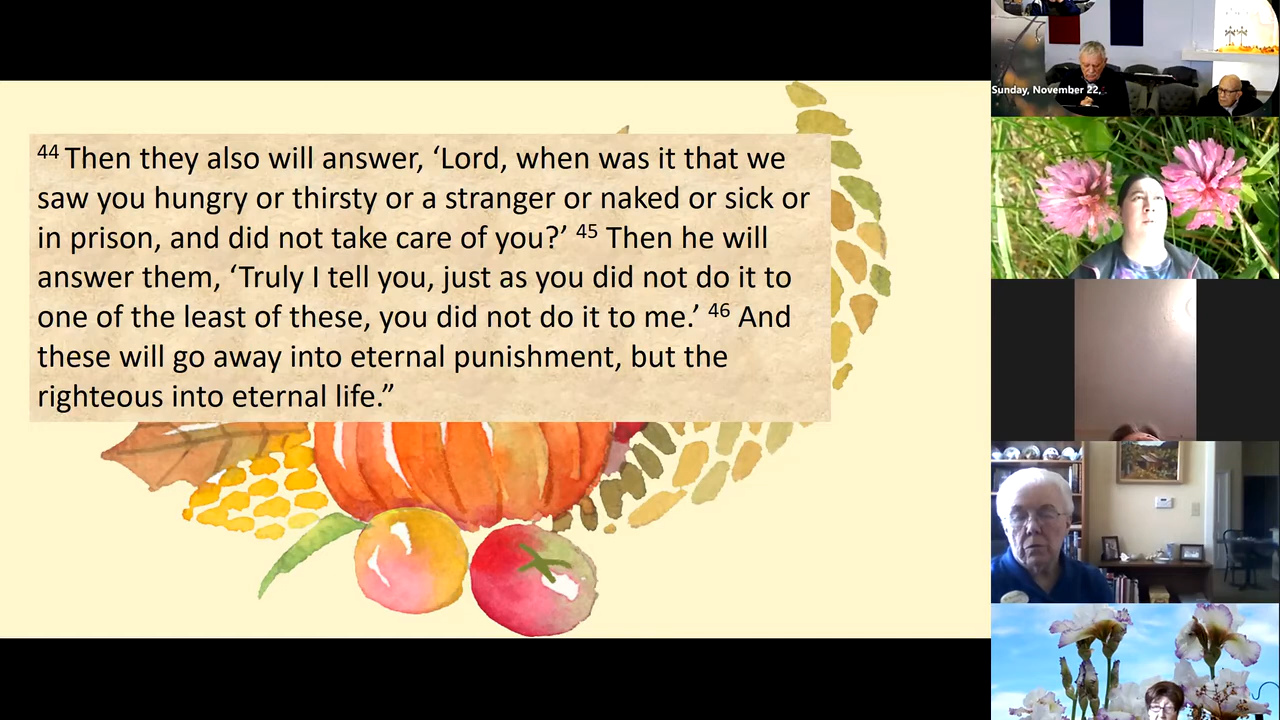 44 Then they also will answer, ‘Lord, when was it that we
saw you hungry or thirsty or a stranger or naked or sick or
in prison, and did not take care of you?’ 45 Then he will
answer them, ‘Truly I tell you, just as you did not do it to
one of the least of these, you did not do it to me.’ 46 And
these will go away into eternal punishment, but the
righteous into eternal life.”
Sunday, November 22,